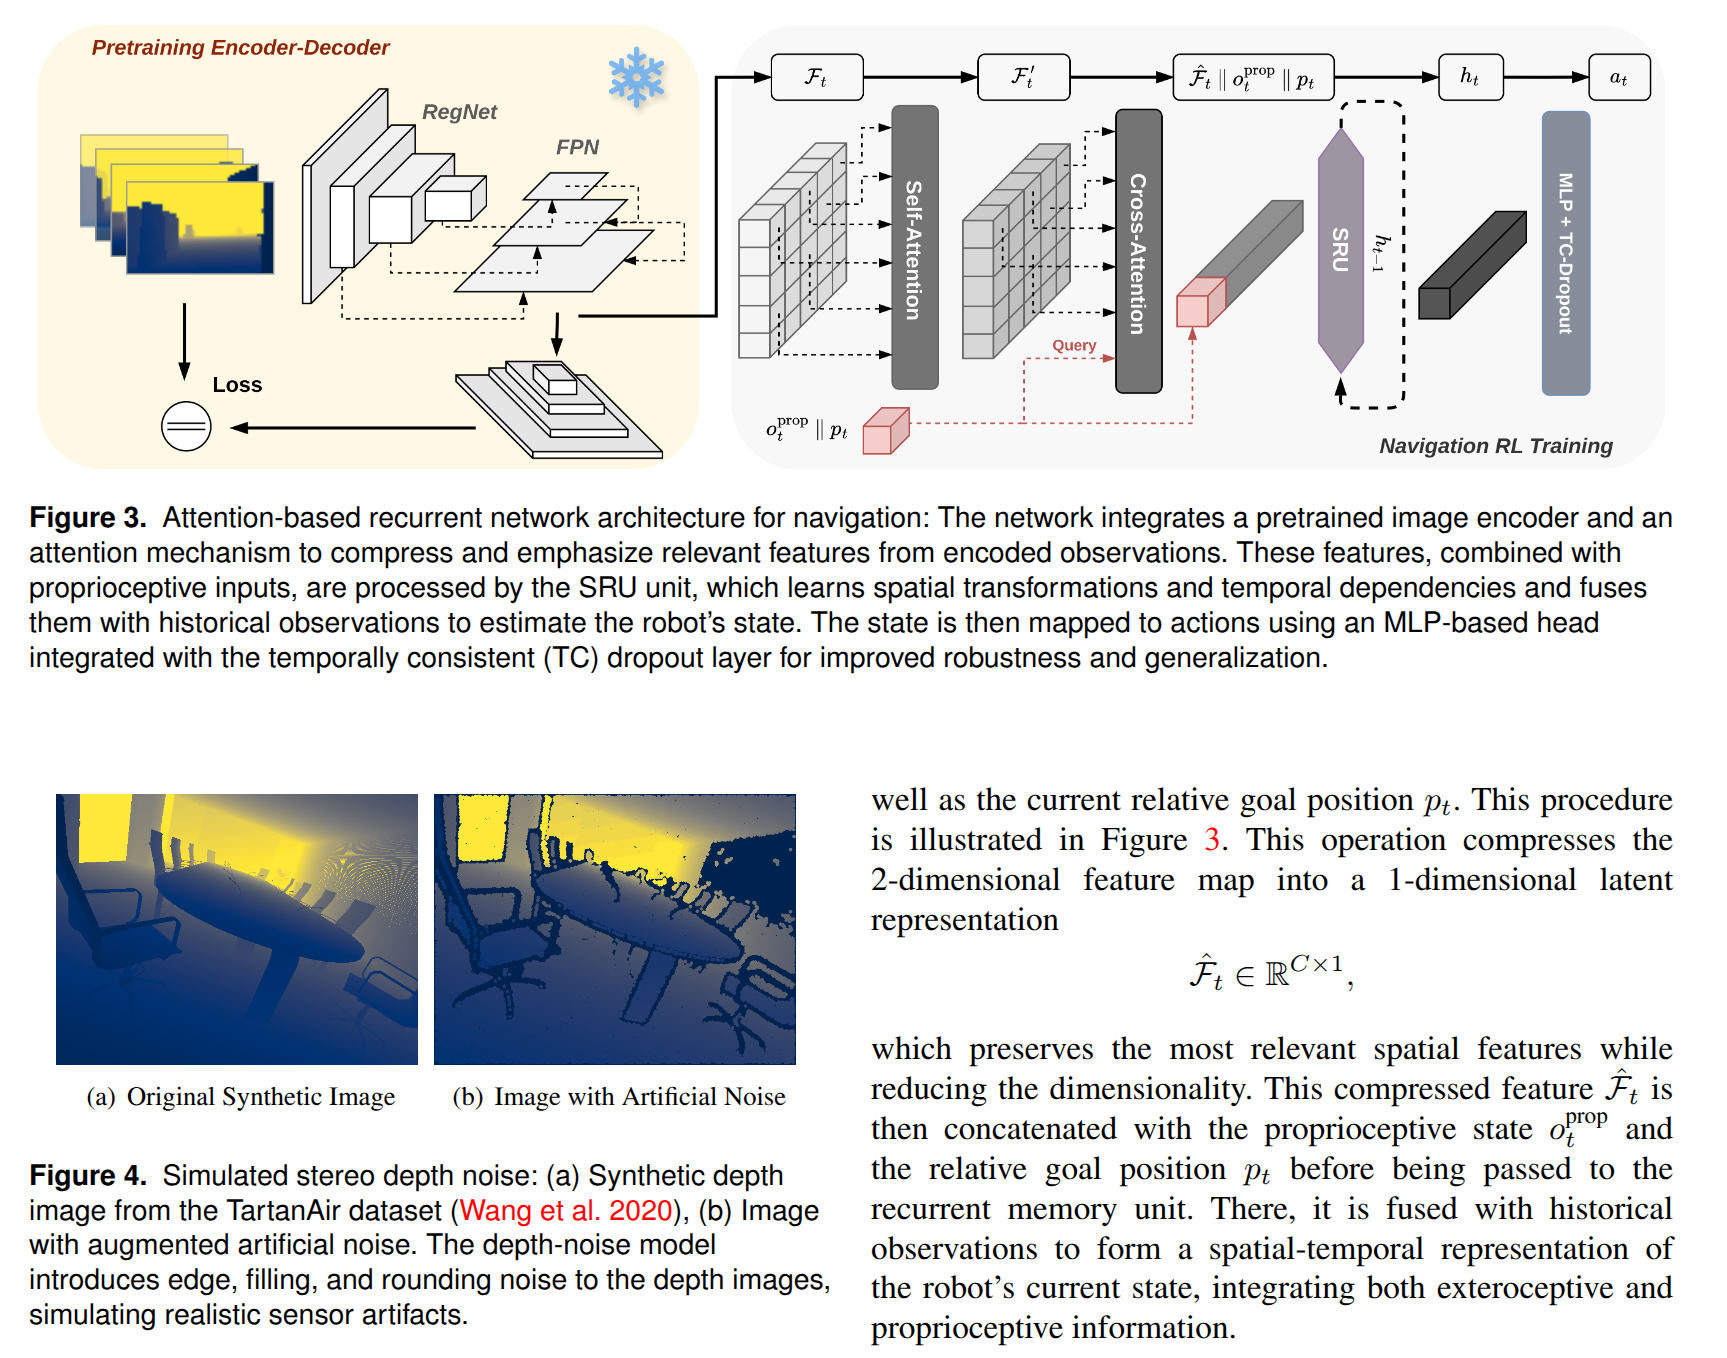 Pretraining Encoder-Decoder
RegNet
FPN
Loss
$\mathcal{F}_t$
$\mathcal{F}_t'$
$\hat{\mathcal{F}}_t \parallel o_t^{\text{prop}} \parallel p_t$
$h_t$
$a_t$
Self-Attention
Cross-Attention
Query
SRU
$h_{t-1}$
MLP + TC-Dropout
$o_t^{\text{prop}} \parallel p_t$
Navigation RL Training
Figure 3. Attention-based recurrent network architecture for navigation: The network integrates a pretrained image encoder and an
attention mechanism to compress and emphasize relevant features from encoded observations. These features, combined with
proprioceptive inputs, are processed by the SRU unit, which learns spatial transformations and temporal dependencies and fuses
them with historical observations to estimate the robot's state. The state is then mapped to actions using an MLP-based head
integrated with the temporally consistent (TC) dropout layer for improved robustness and generalization.
(a) Original Synthetic Image
(b) Image with Artificial Noise
Figure 4. Simulated stereo depth noise: (a) Synthetic depth
image from the TartanAir dataset (Wang et al. 2020), (b) Image
with augmented artificial noise. The depth-noise model
introduces edge, filling, and rounding noise to the depth images,
simulating realistic sensor artifacts.
well as the current relative goal position $p_t$. This procedure
is illustrated in Figure 3. This operation compresses the
2-dimensional feature map into a 1-dimensional latent
representation
$\hat{\mathcal{F}}_t \in \mathbb{R}^{C \times 1},$
which preserves the most relevant spatial features while
reducing the dimensionality. This compressed feature $\hat{\mathcal{F}}_t$ is
then concatenated with the proprioceptive state $o_t^{\text{prop}}$ and
the relative goal position $p_t$ before being passed to the
recurrent memory unit. There, it is fused with historical
observations to form a spatial-temporal representation of
the robot's current state, integrating both exteroceptive and
proprioceptive information.